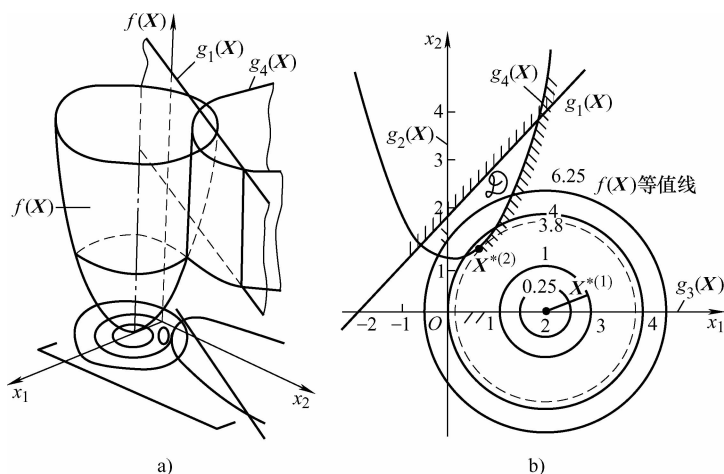 f(X)
g₁(X)
g₄(X)
f(X)
x₁
x₂
O
a)
x₂
g₄(X)
g₁(X)
g₂(X)
4
3
2
1
𝒟
6.25
f(X)等值线
4
3.8
X*⁽²⁾
1
0.25
X*⁽¹⁾
g₃(X)
-2
-1
O
1
2
3
4
x₁
b)